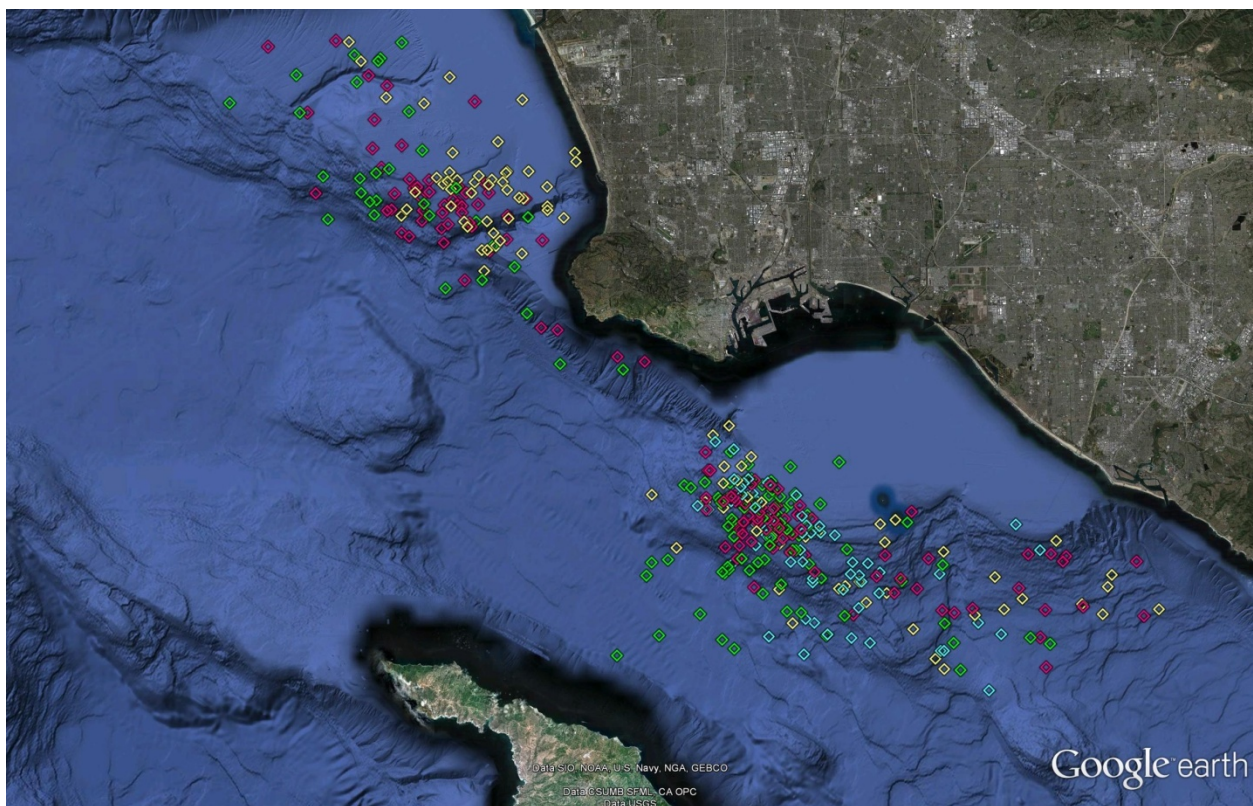 Data SIO, NOAA, U.S. Navy, NGA, GEBCO
Data CSUMB SFML, CA OPC
Data USGS
Google earth